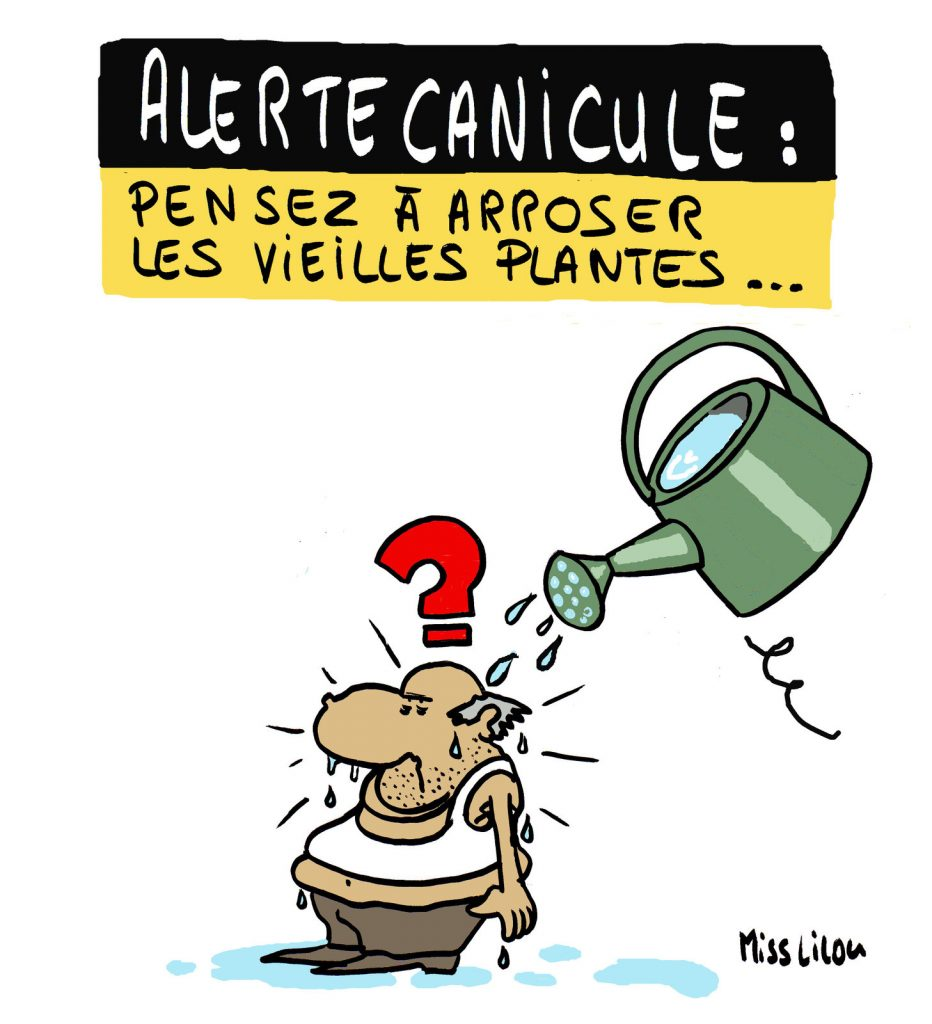 ALERTE CANICULE :
PENSEZ À ARROSER
LES VIEILLES PLANTES ...
?
Miss Lilou